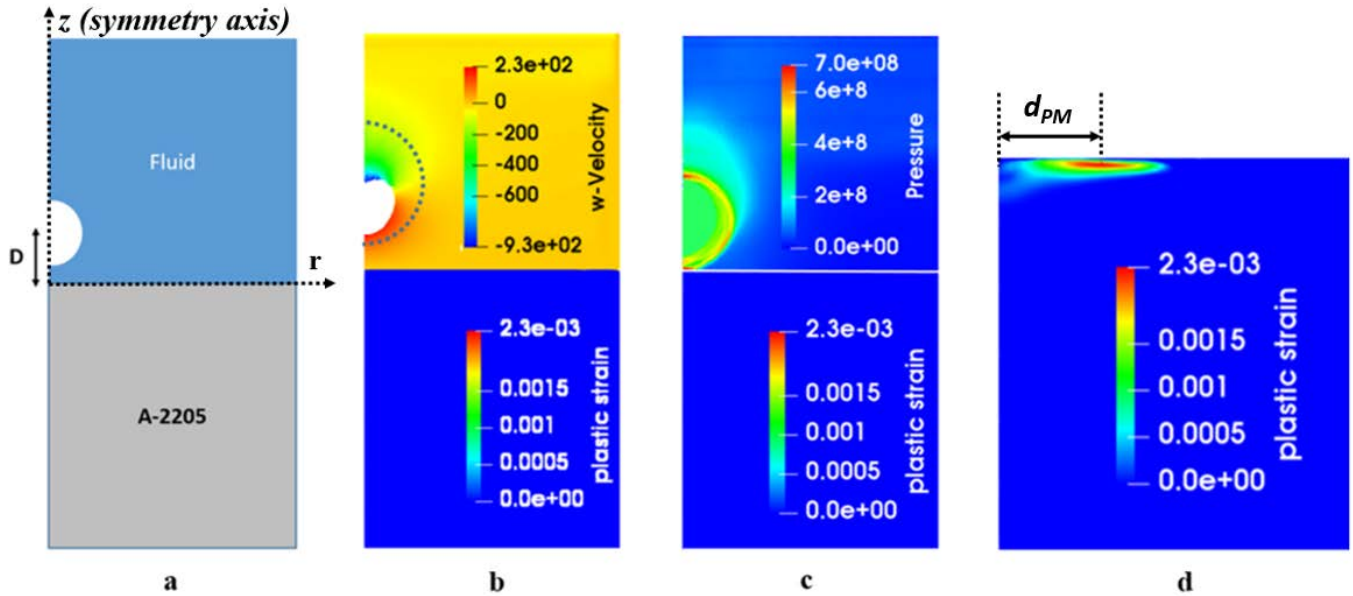 z (symmetry axis)
Fluid
D
r
A-2205
a
2.3e+02
0
-200
-400
-600
-9.3e+02
w-Velocity
2.3e-03
0.0015
0.001
0.0005
0.0e+00
plastic strain
b
7.0e+08
6e+8
4e+8
2e+8
0.0e+00
Pressure
2.3e-03
0.0015
0.001
0.0005
0.0e+00
plastic strain
c
dPM
2.3e-03
0.0015
0.001
0.0005
0.0e+00
plastic strain
d